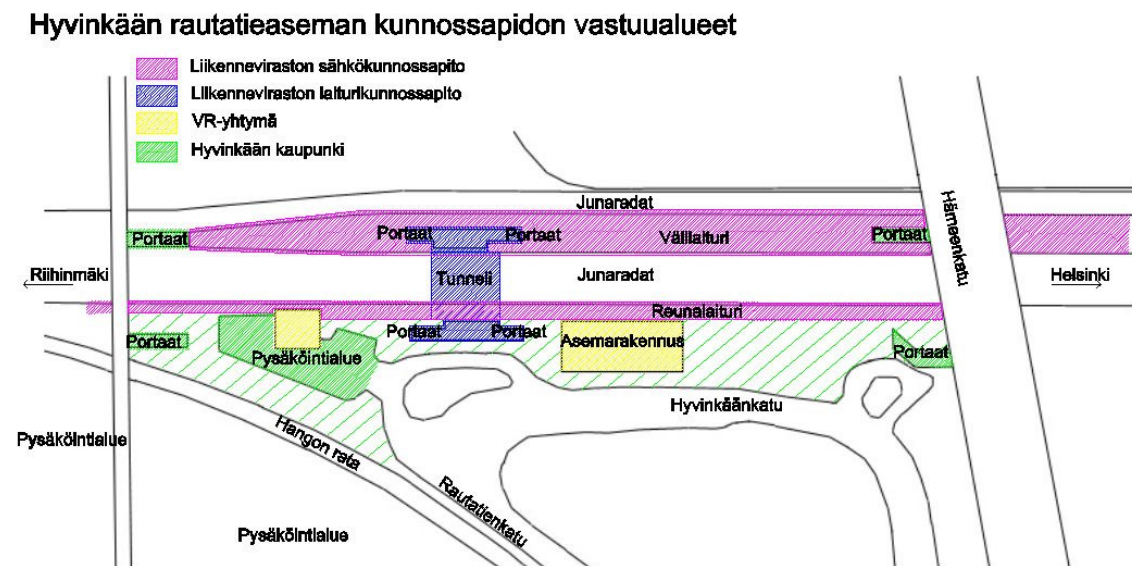 Hyvinkään rautatieaseman kunnossapidon vastuualueet
Liikenneviraston sähkökunnossapito
Liikenneviraston laiturikunnossapito
VR-yhtymä
Hyvinkään kaupunki
Junaradat
Hämeenkatu
Portaat
Portaat
Portaat
Välilaituri
Portaat
Riihimäki
Tunneli
Junaradat
Helsinki
Reunalaituri
Portaat
Portaat
Portaat
Asemarakennus
Portaat
Pysäköintialue
Hyvinkäänkatu
Pysäköintialue
Hangon rata
Rautatienkatu
Pysäköintialue